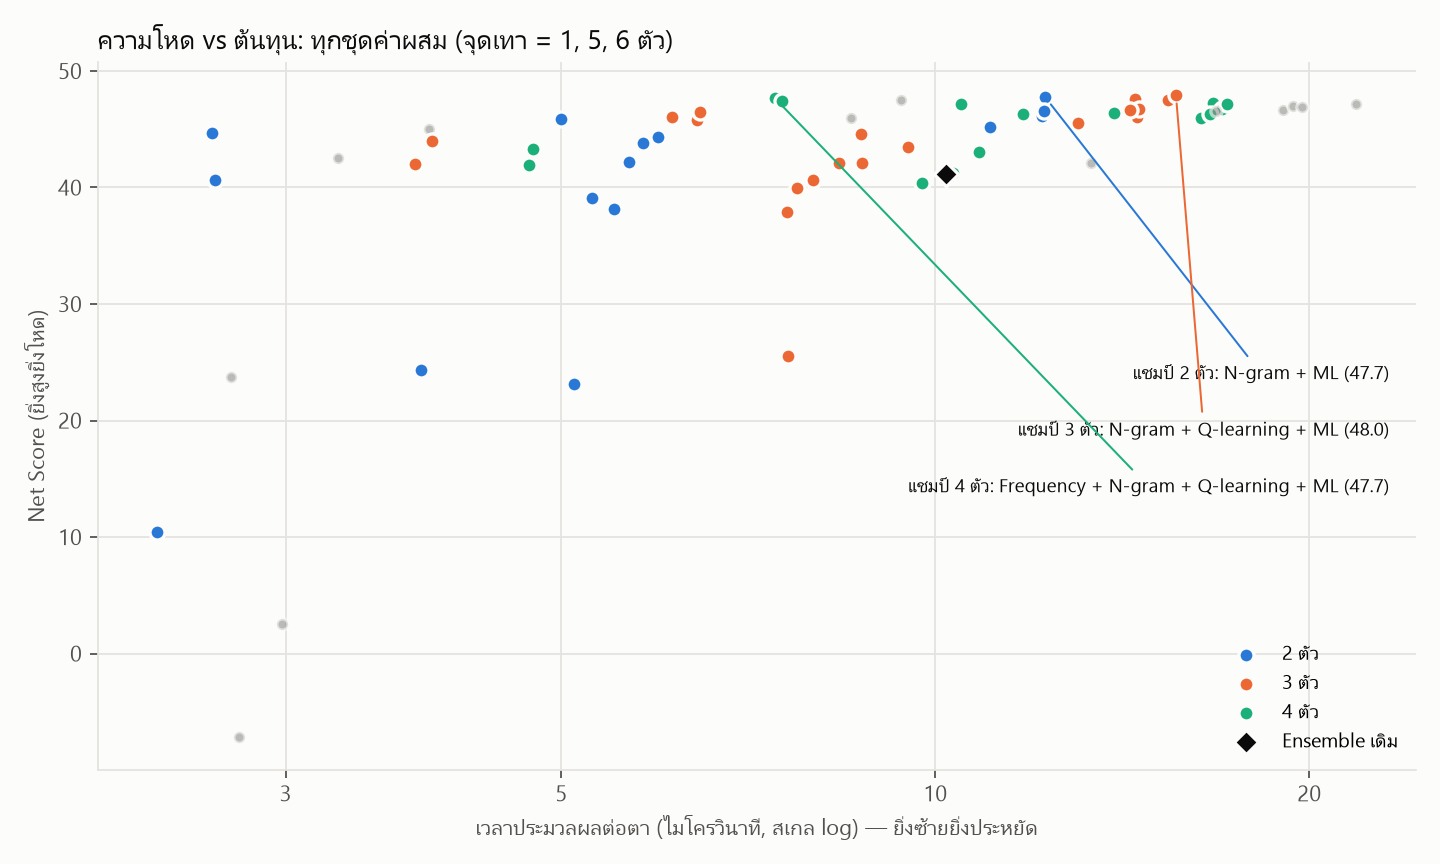 ความโหด vs ต้นทุน: ทุกชุดค่าผสม (จุดเทา = 1, 5, 6 ตัว)
50
40
30
20
10
0
Net Score (ยิ่งสูงยิ่งโหด)
แชมป์ 2 ตัว: N-gram + ML (47.7)
แชมป์ 3 ตัว: N-gram + Q-learning + ML (48.0)
แชมป์ 4 ตัว: Frequency + N-gram + Q-learning + ML (47.7)
2 ตัว
3 ตัว
4 ตัว
Ensemble เดิม
3 5 10 20
เวลาประมวลผลต่อตา (ไมโครวินาที, สเกล log) — ยิ่งซ้ายยิ่งประหยัด